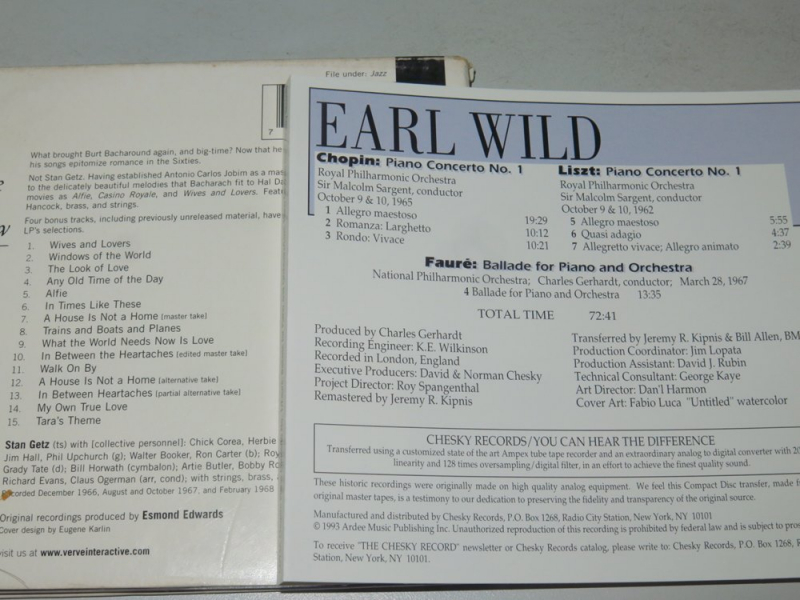 File under: Jazz
7
What brought Burt Bacharound again, and big-time? Now that he
his songs epitomize romance in the Sixties.
Not Stan Getz. Having established Antonio Carlos Jobim as a
to the delicately beautiful melodies that Bacharach fit to Hal
movies as Alfie, Casino Royale, and Wives and Lovers.
Hancock, brass, and strings.
Four bonus tracks, including previously unreleased material, have
LP's selections.
1. Wives and Lovers
2. Windows of the World
3. The Look of Love
4. Any Old Time of the Day
5. Alfie
6. In Times Like These
7. A House Is Not a Home [master take]
8. Trains and Boats and Planes
9. What the World Needs Now Is Love
10. In Between the Heartaches [edited master take]
11. Walk On By
12. A House Is Not a Home (alternative take)
13. In Between Heartaches (partial alternative take)
14. My Own True Love
15. Tara's Theme
Stan Getz (ts) with [collective personnel]: Chick Corea, Herbie
Jim Hall, Phil Upchurch (g); Walter Booker, Ron Carter (b); Roy
Grady Tate (d); Bill Horwath (cymbalon); Artie Butler, Bobby
Richard Evans, Claus Ogerman (arr, cond); with strings, brass,
Recorded December 1966, August and October 1967, and February 1968
Original recordings produced by Esmond Edwards
Cover design by Eugene Karlin
visit us at www.verveinteractive.com
EARL WILD
Chopin: Piano Concerto No. 1
Royal Philharmonic Orchestra
Sir Malcolm Sargent, conductor
October 9 & 10, 1965
1 Allegro maestoso 19:29
2 Romanza: Larghetto 10:12
3 Rondo: Vivace 10:21
Liszt: Piano Concerto No. 1
Royal Philharmonic Orchestra
Sir Malcolm Sargent, conductor
October 9 & 10, 1962
5 Allegro maestoso 5:55
6 Quasi adagio 4:37
7 Allegretto vivace; Allegro animato 2:39
Fauré: Ballade for Piano and Orchestra
National Philharmonic Orchestra; Charles Gerhardt, conductor; March 28, 1967
4 Ballade for Piano and Orchestra 13:35
TOTAL TIME 72:41
Produced by Charles Gerhardt
Recording Engineer: K.E. Wilkinson
Recorded in London, England
Executive Producers: David & Norman Chesky
Project Director: Roy Spangenthal
Remastered by Jeremy R. Kipnis
Transferred by Jeremy R. Kipnis & Bill Allen, BM
Production Coordinator: Jim Lopata
Production Assistant: David J. Rubin
Technical Consultant: George Kaye
Art Director: Dan'l Harmon
Cover Art: Fabio Luca "Untitled" watercolor
CHESKY RECORDS/YOU CAN HEAR THE DIFFERENCE
Transferred using a customized state of the art Ampex tube tape recorder and an extraordinary analog to digital converter with 20
linearity and 128 times oversampling/digital filter, in an effort to achieve the finest quality sound.
These historic recordings were originally made on high quality analog equipment. We feel this Compact Disc transfer, made
original master tapes, is a testimony to our dedication to preserving the fidelity and transparency of the original source.
Manufactured and distributed by Chesky Records, P.O. Box 1268, Radio City Station, New York, NY 10101
© 1993 Ardee Music Publishing Inc. Unauthorized reproduction of this recording is prohibited by federal law and is subject to
To receive "THE CHESKY RECORD" newsletter or Chesky Records catalog, please write to: Chesky Records, P.O. Box 1268,
Station, New York, NY 10101.